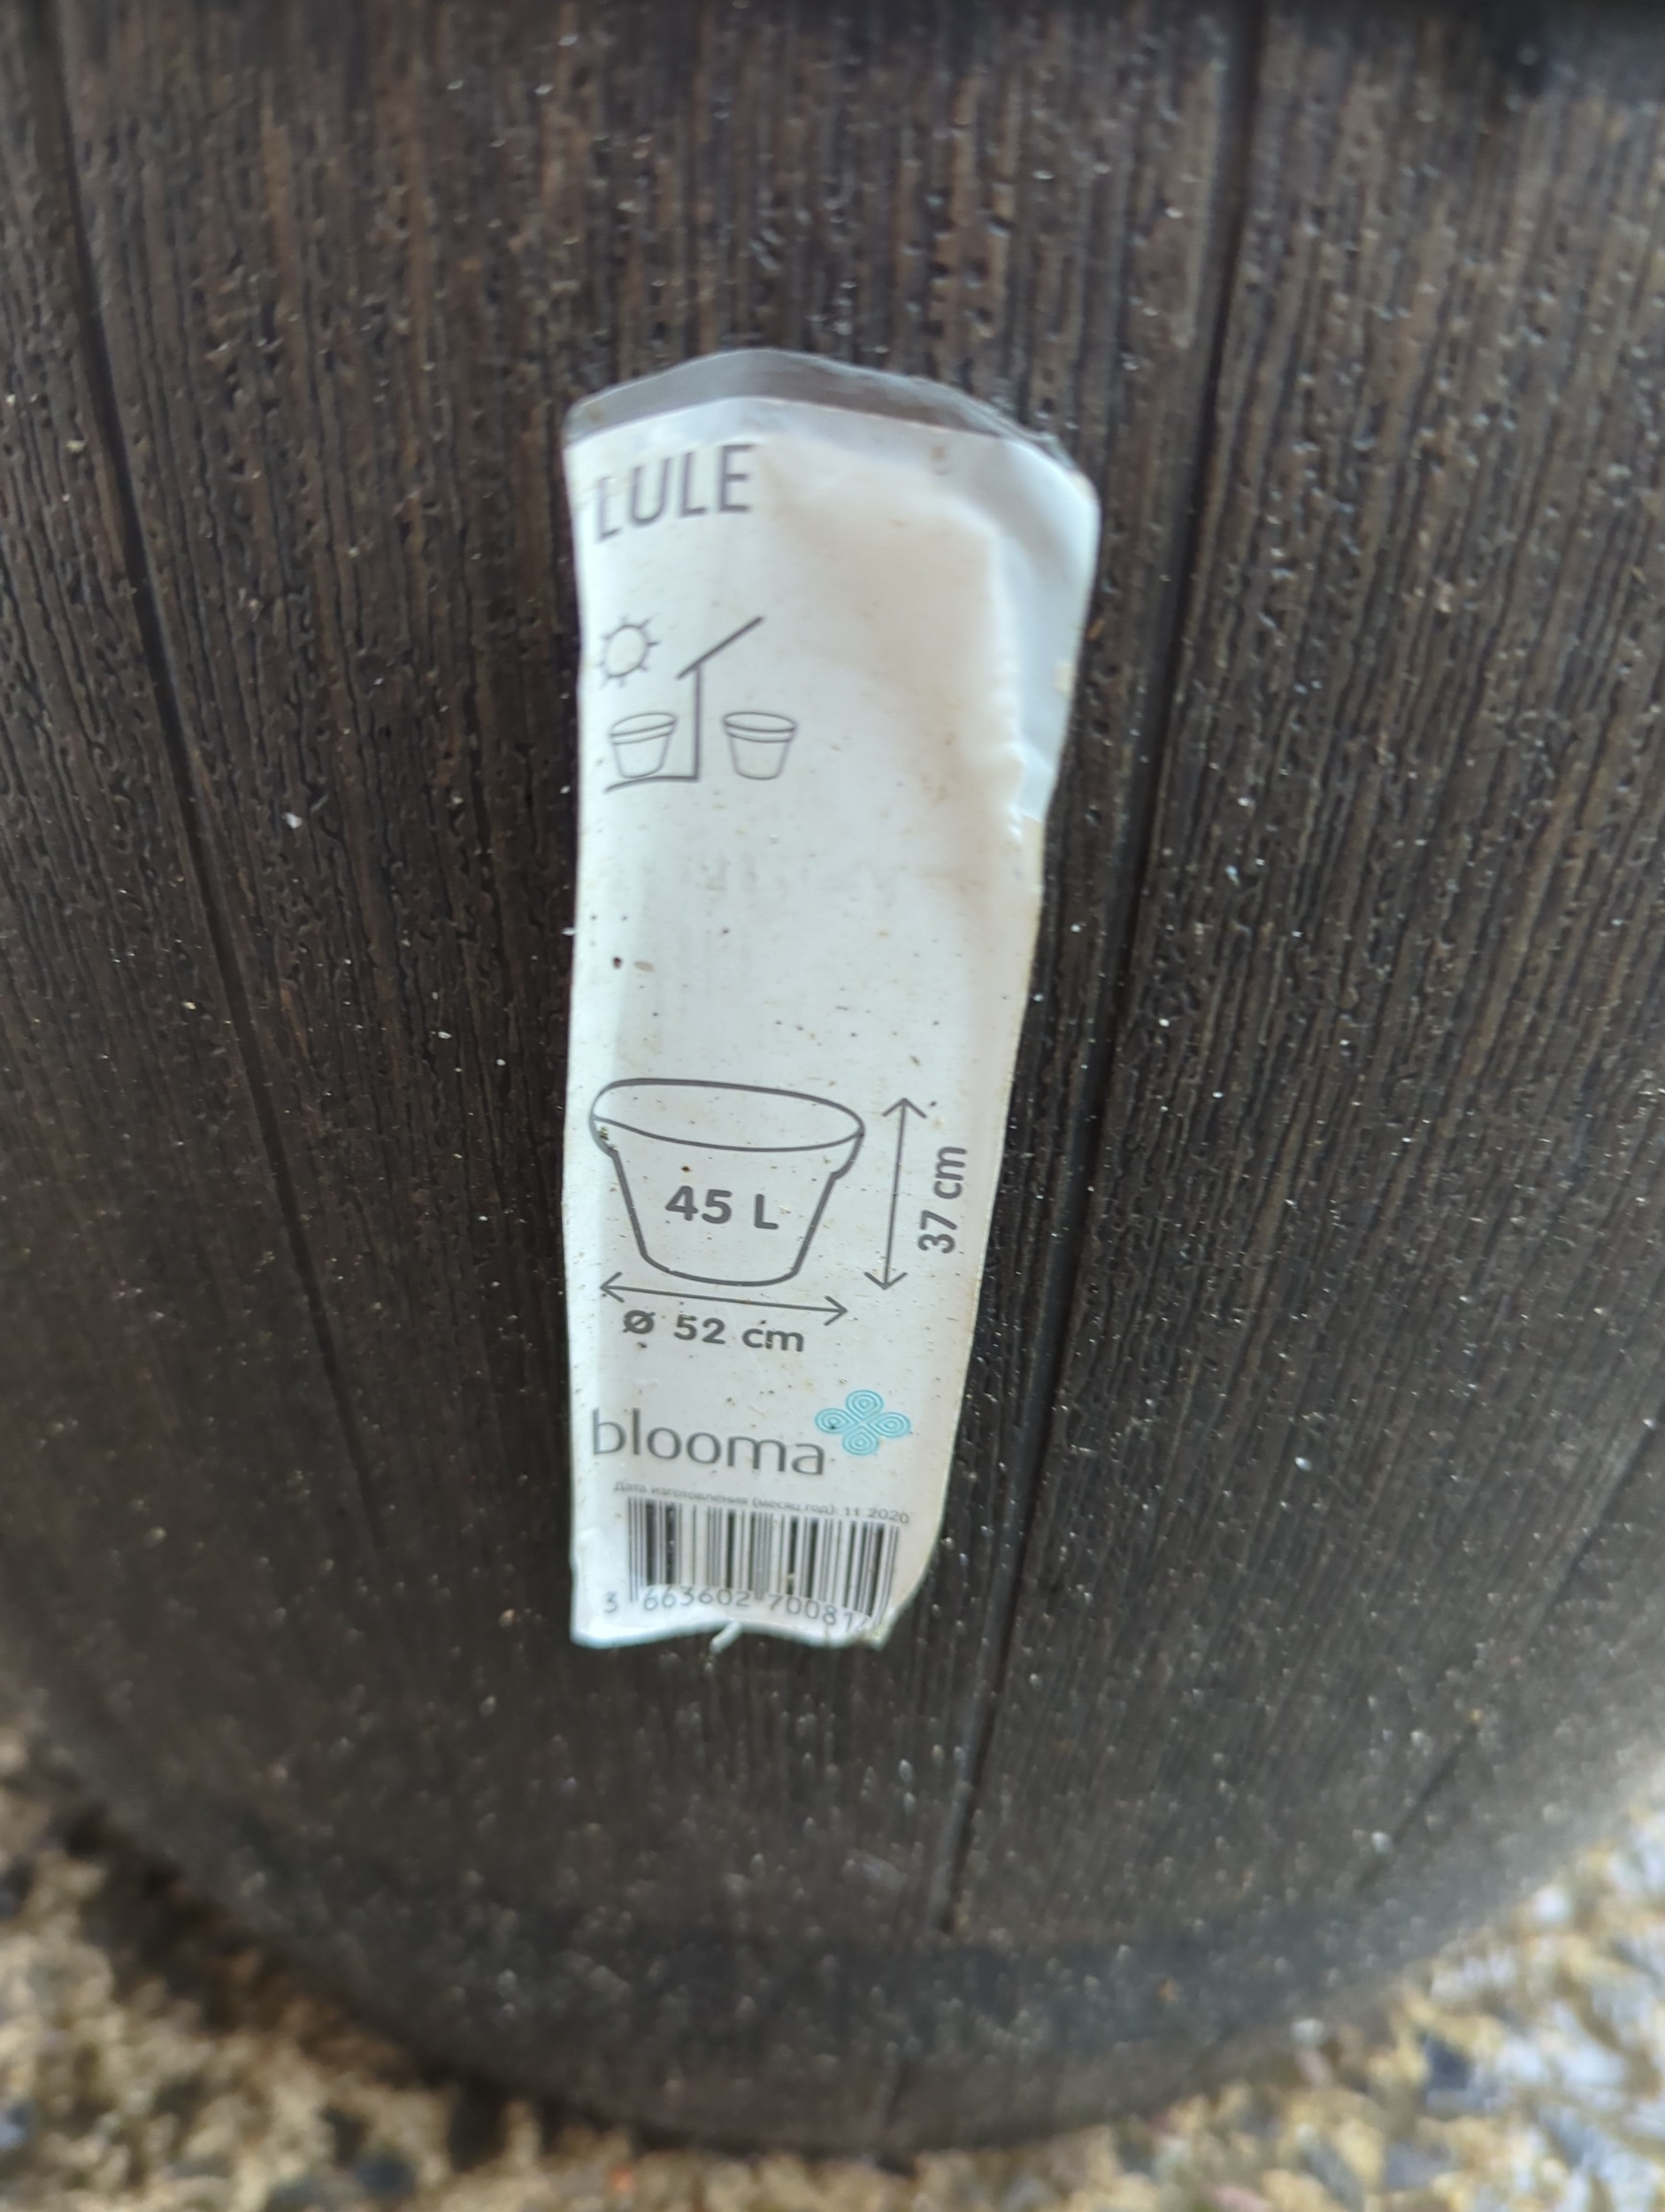 LULE
45 L
37 cm
Ø 52 cm
blooma
Дата изготовления (месяц.год): 11.2020
3 663602 70081